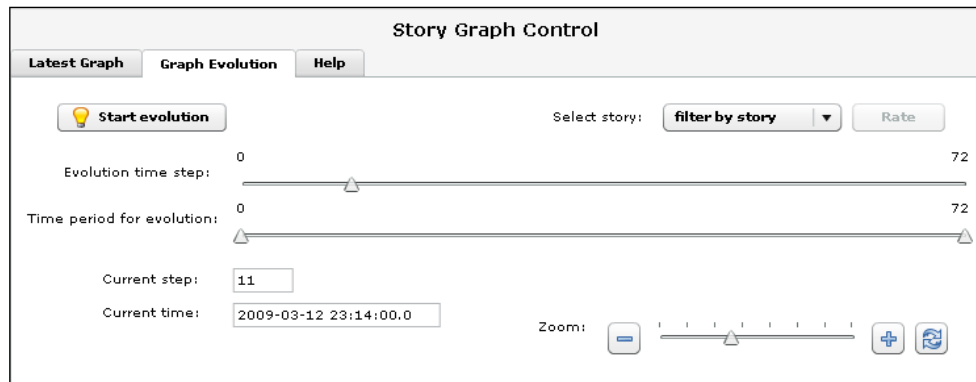 Story Graph Control
Latest Graph Graph Evolution Help
Start evolution Select story: filter by story Rate
0 72
Evolution time step:
0 72
Time period for evolution:
Current step: 11
Current time: 2009-03-12 23:14:00.0
Zoom: